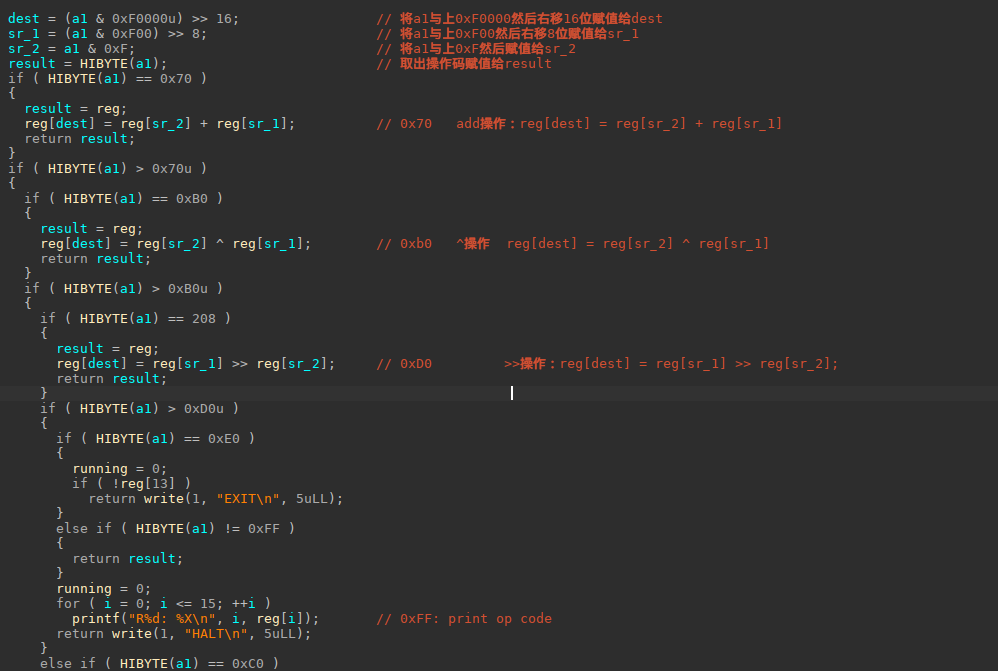 dest = (a1 & 0xF0000u) >> 16;                 // 将a1与上0xF0000然后右移16位赋值给dest
sr_1 = (a1 & 0xF00) >> 8;                     // 将a1与上0xF00然后右移8位赋值给sr_1
sr_2 = a1 & 0xF;                              // 将a1与上0xF然后赋值给sr_2
result = HIBYTE(a1);                          // 取出操作码赋值给result
if ( HIBYTE(a1) == 0x70 )
{
  result = reg;
  reg[dest] = reg[sr_2] + reg[sr_1];          // 0x70   add操作：reg[dest] = reg[sr_2] + reg[sr_1]
  return result;
}
if ( HIBYTE(a1) > 0x70u )
{
  if ( HIBYTE(a1) == 0xB0 )
  {
    result = reg;
    reg[dest] = reg[sr_2] ^ reg[sr_1];        // 0xb0   ^操作  reg[dest] = reg[sr_2] ^ reg[sr_1]
    return result;
  }
  if ( HIBYTE(a1) > 0xB0u )
  {
    if ( HIBYTE(a1) == 208 )
    {
      result = reg;
      reg[dest] = reg[sr_1] >> reg[sr_2];     // 0xD0         >>操作：reg[dest] = reg[sr_1] >> reg[sr_2];
      return result;
    }
    if ( HIBYTE(a1) > 0xD0u )
    {
      if ( HIBYTE(a1) == 0xE0 )
      {
        running = 0;
        if ( !reg[13] )
          return write(1, "EXIT\n", 5uLL);
      }
      else if ( HIBYTE(a1) != 0xFF )
      {
        return result;
      }
      running = 0;
      for ( i = 0; i <= 15; ++i )
        printf("R%d: %X\n", i, reg[i]);       // 0xFF: print op code
      return write(1, "HALT\n", 5uLL);
    }
    else if ( HIBYTE(a1) == 0xC0 )